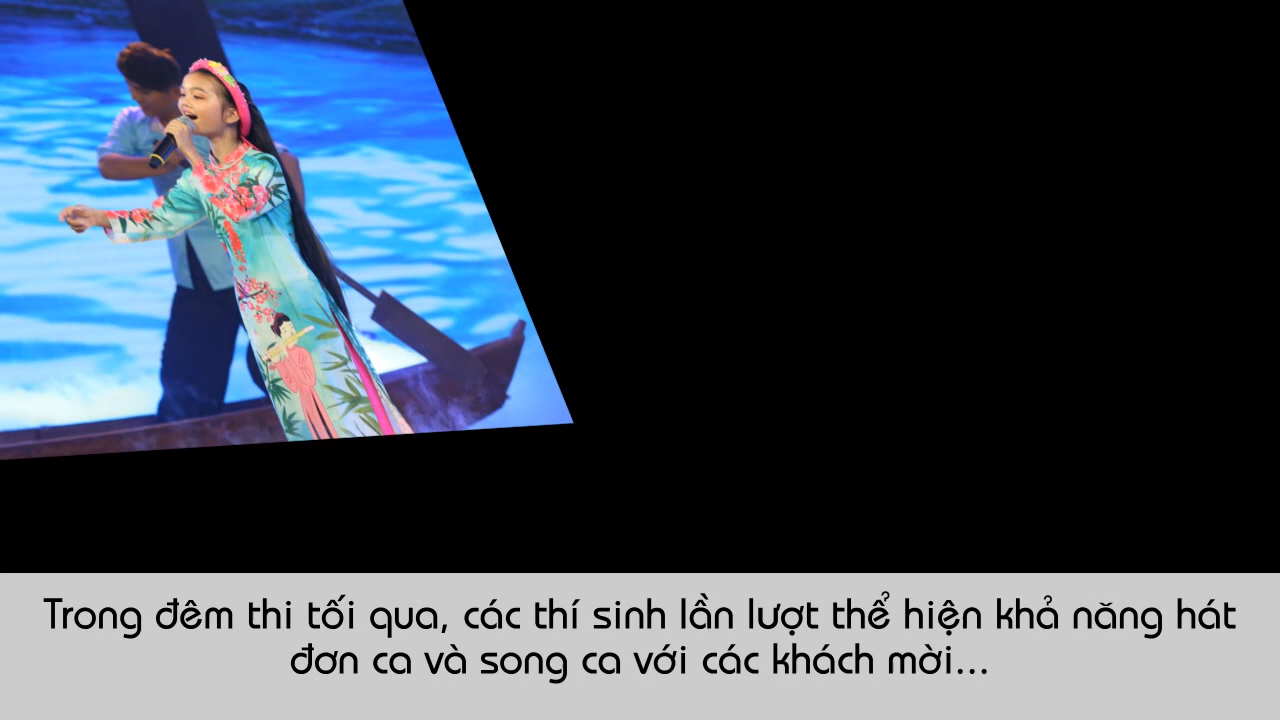 Trong đêm thi tối qua, các thí sinh lần lượt thể hiện khả năng hát
đơn ca và song ca với các khách mời...